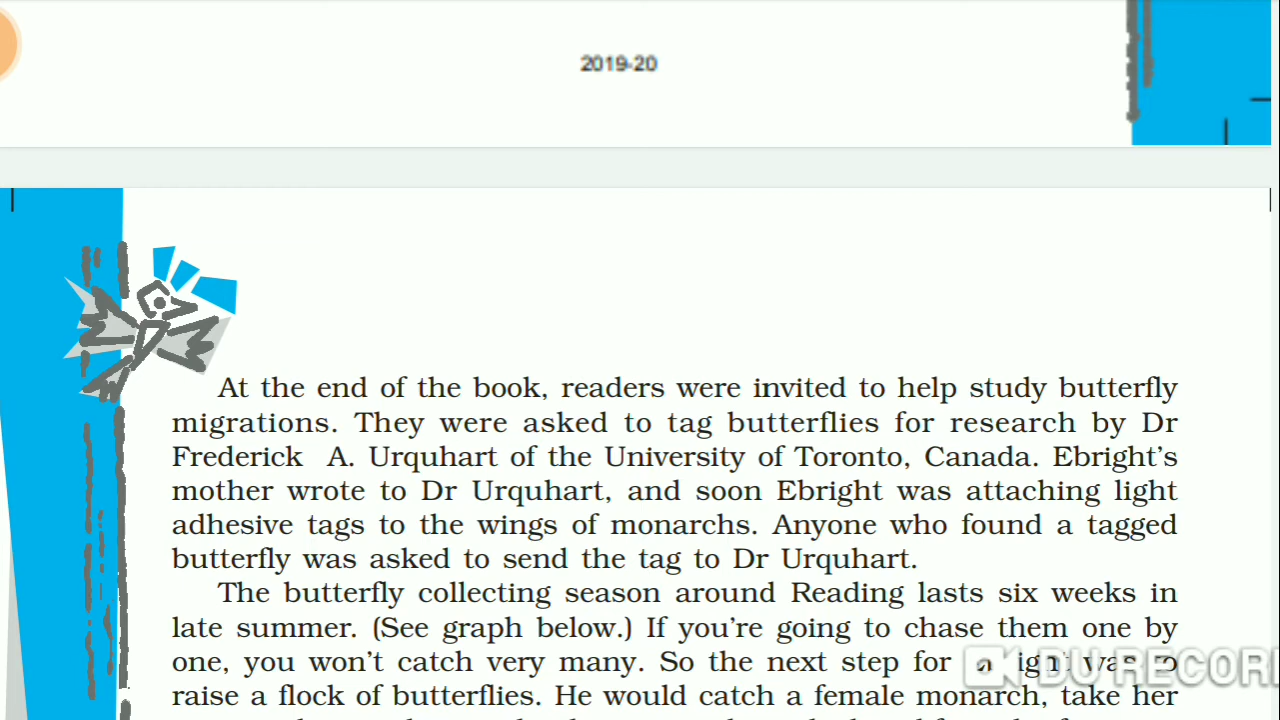 2019-20
At the end of the book, readers were invited to help study butterfly
migrations. They were asked to tag butterflies for research by Dr
Frederick A. Urquhart of the University of Toronto, Canada. Ebright's
mother wrote to Dr Urquhart, and soon Ebright was attaching light
adhesive tags to the wings of monarchs. Anyone who found a tagged
butterfly was asked to send the tag to Dr Urquhart.
The butterfly collecting season around Reading lasts six weeks in
late summer. (See graph below.) If you're going to chase them one by
one, you won't catch very many. So the next step for was to
raise a flock of butterflies. He would catch a female monarch, take her